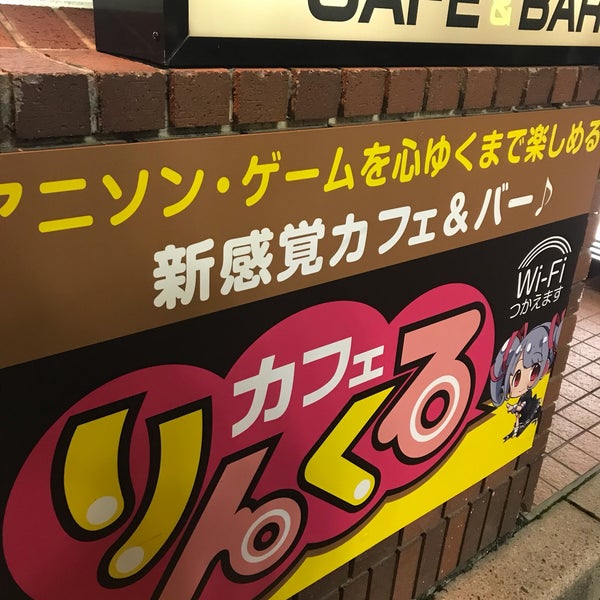 CAFE & BAR
アニソン・ゲームを心ゆくまで楽しめる
新感覚カフェ&バー♪
Wi-Fi
つかえます
カフェ
りんくる